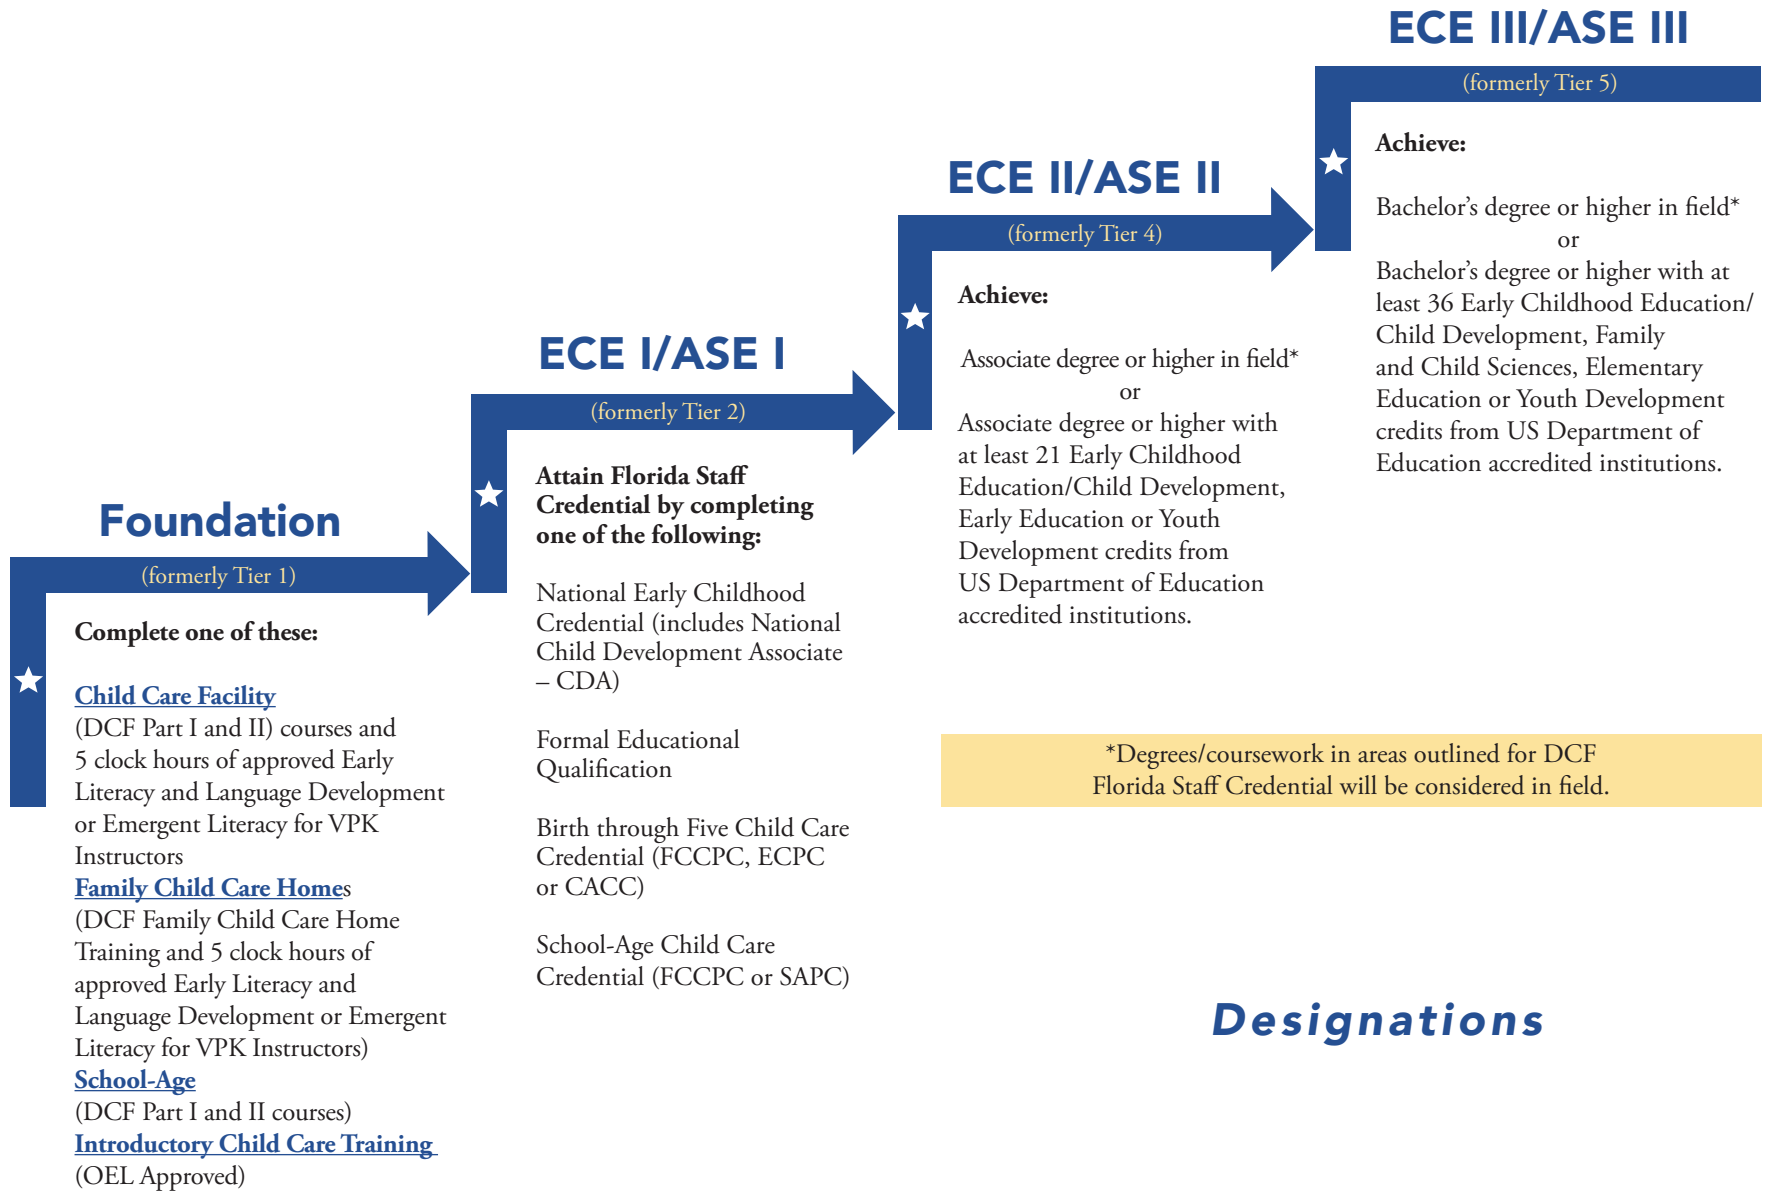 Foundation
(formerly Tier 1)
Complete one of these:
Child Care Facility
(DCF Part I and II) courses and
5 clock hours of approved Early
Literacy and Language Development
or Emergent Literacy for VPK
Instructors
Family Child Care Homes
(DCF Family Child Care Home
Training and 5 clock hours of
approved Early Literacy and
Language Development or Emergent
Literacy for VPK Instructors)
School-Age
(DCF Part I and II courses)
Introductory Child Care Training
(OEL Approved)
ECE I/ASE I
(formerly Tier 2)
Attain Florida Staff
Credential by completing
one of the following:
National Early Childhood
Credential (includes National
Child Development Associate
– CDA)
Formal Educational
Qualification
Birth through Five Child Care
Credential (FCCPC, ECPC
or CACC)
School-Age Child Care
Credential (FCCPC or SAPC)
ECE II/ASE II
(formerly Tier 4)
Achieve:
Associate degree or higher in field*
or
Associate degree or higher with
at least 21 Early Childhood
Education/Child Development,
Early Education or Youth
Development credits from
US Department of Education
accredited institutions.
ECE III/ASE III
(formerly Tier 5)
Achieve:
Bachelor’s degree or higher in field*
or
Bachelor’s degree or higher with at
least 36 Early Childhood Education/
Child Development, Family
and Child Sciences, Elementary
Education or Youth Development
credits from US Department of
Education accredited institutions.
*Degrees/coursework in areas outlined for DCF
Florida Staff Credential will be considered in field.
Designations